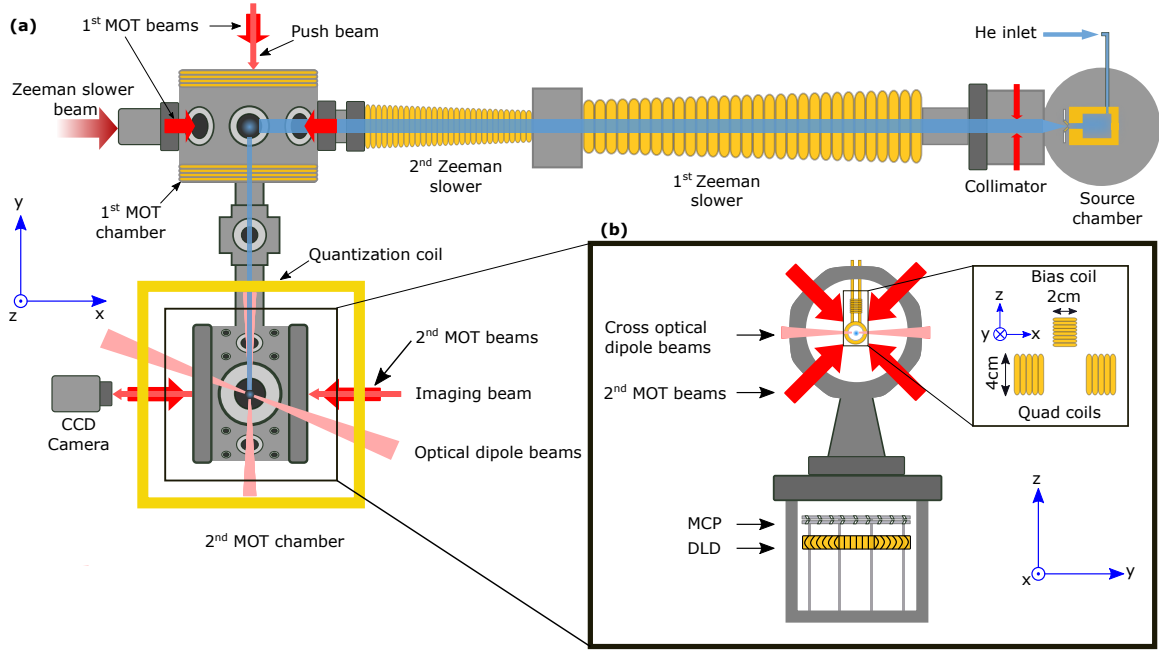 (a)
1st MOT beams
Push beam
He inlet
Zeeman slower
beam
2nd Zeeman
slower
1st Zeeman
slower
Collimator
Source
chamber
1st MOT
chamber
y
z
x
Quantization coil
2nd MOT beams
Imaging beam
Optical dipole beams
CCD
Camera
2nd MOT chamber
(b)
Cross optical
dipole beams
2nd MOT beams
Bias coil
2cm
z
y
x
4cm
Quad coils
MCP
DLD
z
x
y